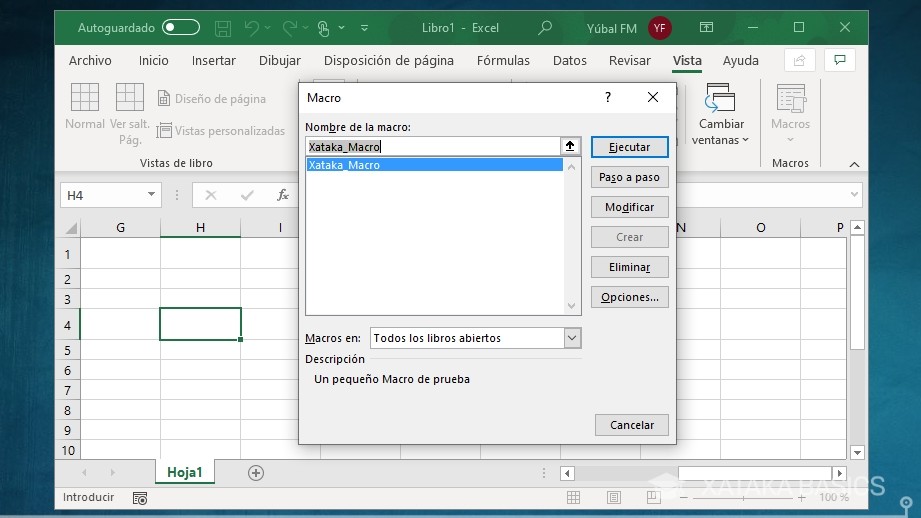 Autoguardado
Libro1 - Excel
Yúbal FM
YF
Archivo Inicio Insertar Dibujar Disposición de página Fórmulas Datos Revisar Vista Ayuda
Normal
Ver salt. Pág.
Diseño de página
Vistas personalizadas
Vistas de libro
Cambiar ventanas
Macros
Macros
H4
fx
G H I N O P
1
2
3
4
5
6
7
8
9
10
Macro
?
Nombre de la macro:
Xataka_Macro
Xataka_Macro
Ejecutar
Paso a paso
Modificar
Crear
Eliminar
Opciones...
Macros en: Todos los libros abiertos
Descripción
Un pequeño Macro de prueba
Cancelar
Hoja1
Introducir
100 %
XATAKA BASICS